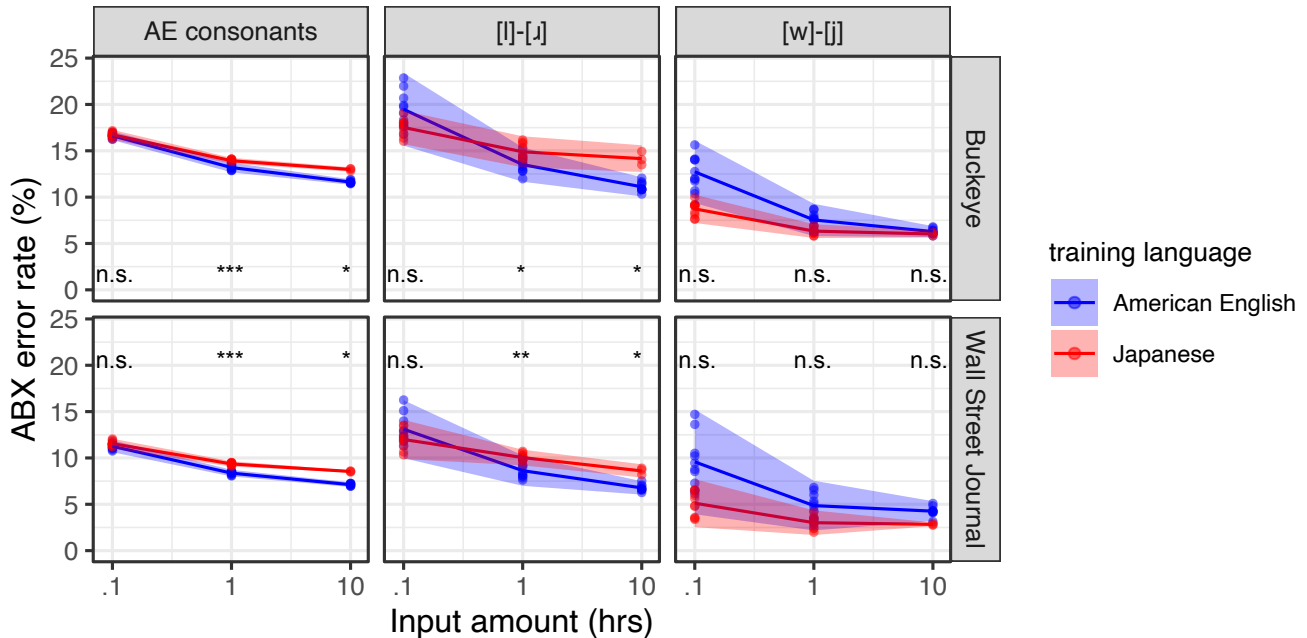 AE consonants
[l]-[ɹ]
[w]-[j]
25
20
15
10
5
0
n.s. *** *
n.s. * *
n.s. n.s. n.s.
Buckeye
25
20
15
10
5
0
n.s. *** *
n.s. ** *
n.s. n.s. n.s.
Wall Street Journal
.1 1 10
.1 1 10
.1 1 10
ABX error rate (%)
Input amount (hrs)
training language
American English
Japanese